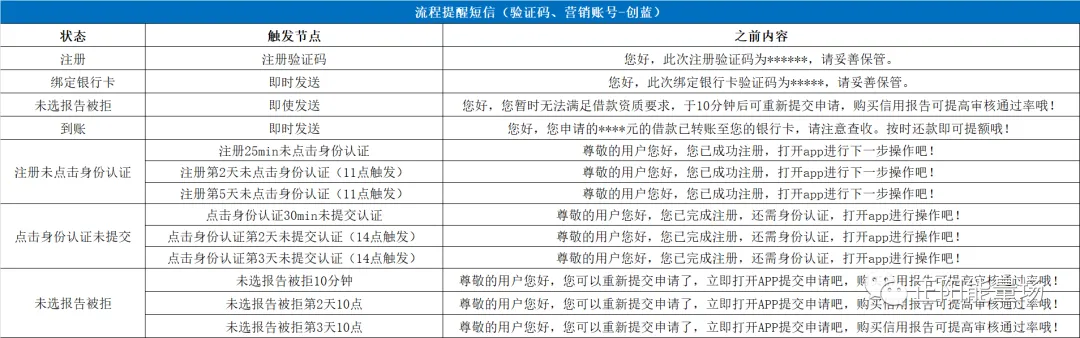 流程提醒短信（验证码、营销账号-创蓝）
状态 触发节点 之前内容
注册 注册验证码 您好，此次注册验证码为******，请妥善保管。
绑定银行卡 即时发送 您好，此次绑定银行卡验证码为*****，请妥善保管。
未选报告被拒 即使发送 您好，您暂时无法满足借款资质要求，于10分钟后可重新提交申请，购买信用报告可提高审核通过率哦！
到账 即时发送 您好，您申请的****元的借款已转账至您的银行卡，请注意查收。按时还款即可提额哦！
注册未点击身份认证 注册25min未点击身份认证 尊敬的用户您好，您已成功注册，打开app进行下一步操作吧！
注册第2天未点击身份认证（11点触发） 尊敬的用户您好，您已成功注册，打开app进行下一步操作吧！
注册第5天未点击身份认证（11点触发） 尊敬的用户您好，您已成功注册，打开app进行下一步操作吧！
点击身份认证未提交 点击身份认证30min未提交认证 尊敬的用户您好，您已完成注册，还需身份认证，打开app进行操作吧！
点击身份认证第2天未提交认证（14点触发） 尊敬的用户您好，您已完成注册，还需身份认证，打开app进行操作吧！
点击身份认证第3天未提交认证（14点触发） 尊敬的用户您好，您已完成注册，还需身份认证，打开app进行操作吧！
未选报告被拒 未选报告被拒10分钟 尊敬的用户您好，您可以重新提交申请了，立即打开APP提交申请吧，购买信用报告可提高审核通过率哦！
未选报告被拒第2天10点 尊敬的用户您好，您可以重新提交申请了，立即打开APP提交申请吧，购买信用报告可提高审核通过率哦！
未选报告被拒第3天10点 尊敬的用户您好，您可以重新提交申请了，立即打开APP提交申请吧，购买信用报告可提高审核通过率哦！